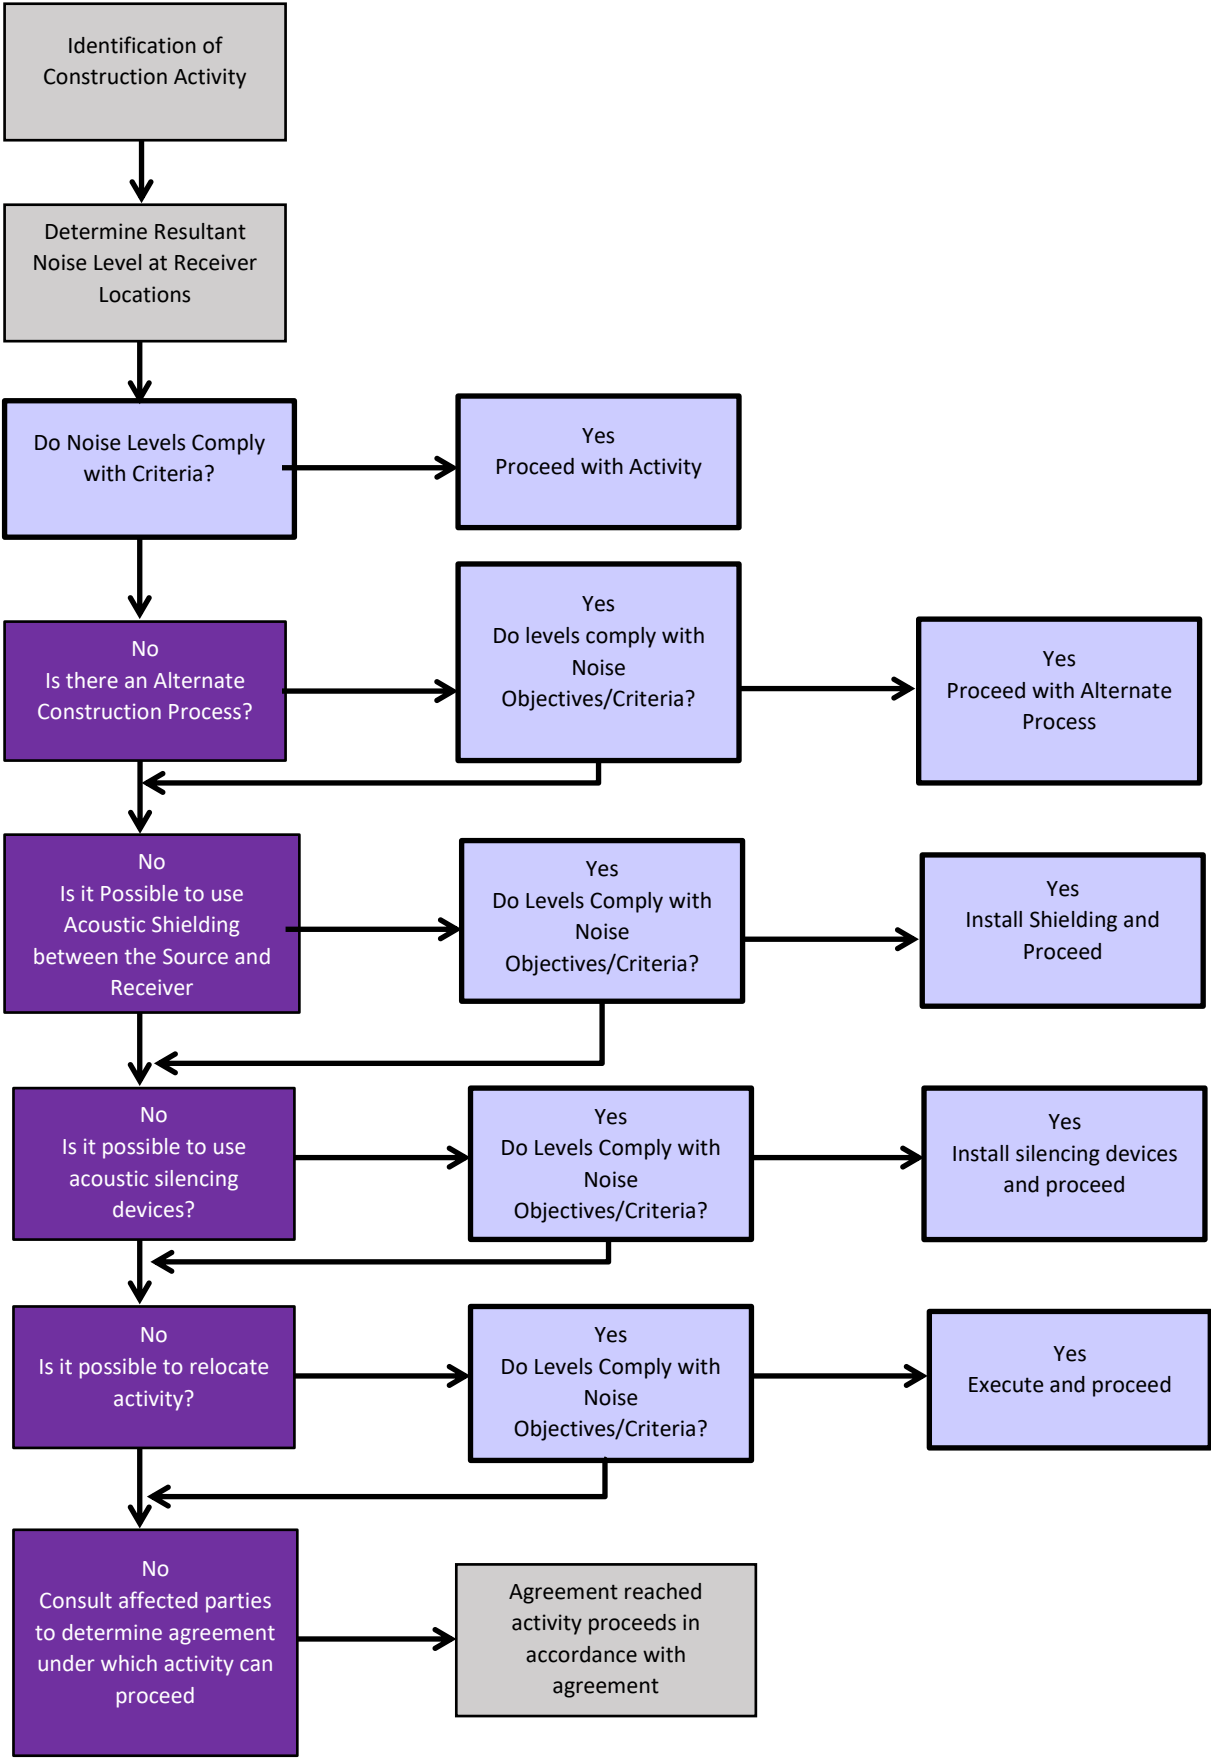 Identification of
Construction Activity
Determine Resultant
Noise Level at Receiver
Locations
Do Noise Levels Comply
with Criteria?
Yes
Proceed with Activity
No
Is there an Alternate
Construction Process?
Yes
Do levels comply with
Noise
Objectives/Criteria?
Yes
Proceed with Alternate
Process
No
Is it Possible to use
Acoustic Shielding
between the Source and
Receiver
Yes
Do Levels Comply with
Noise
Objectives/Criteria?
Yes
Install Shielding and
Proceed
No
Is it possible to use
acoustic silencing
devices?
Yes
Do Levels Comply with
Noise
Objectives/Criteria?
Yes
Install silencing devices
and proceed
No
Is it possible to relocate
activity?
Yes
Do Levels Comply with
Noise
Objectives/Criteria?
Yes
Execute and proceed
No
Consult affected parties
to determine agreement
under which activity can
proceed
Agreement reached
activity proceeds in
accordance with
agreement